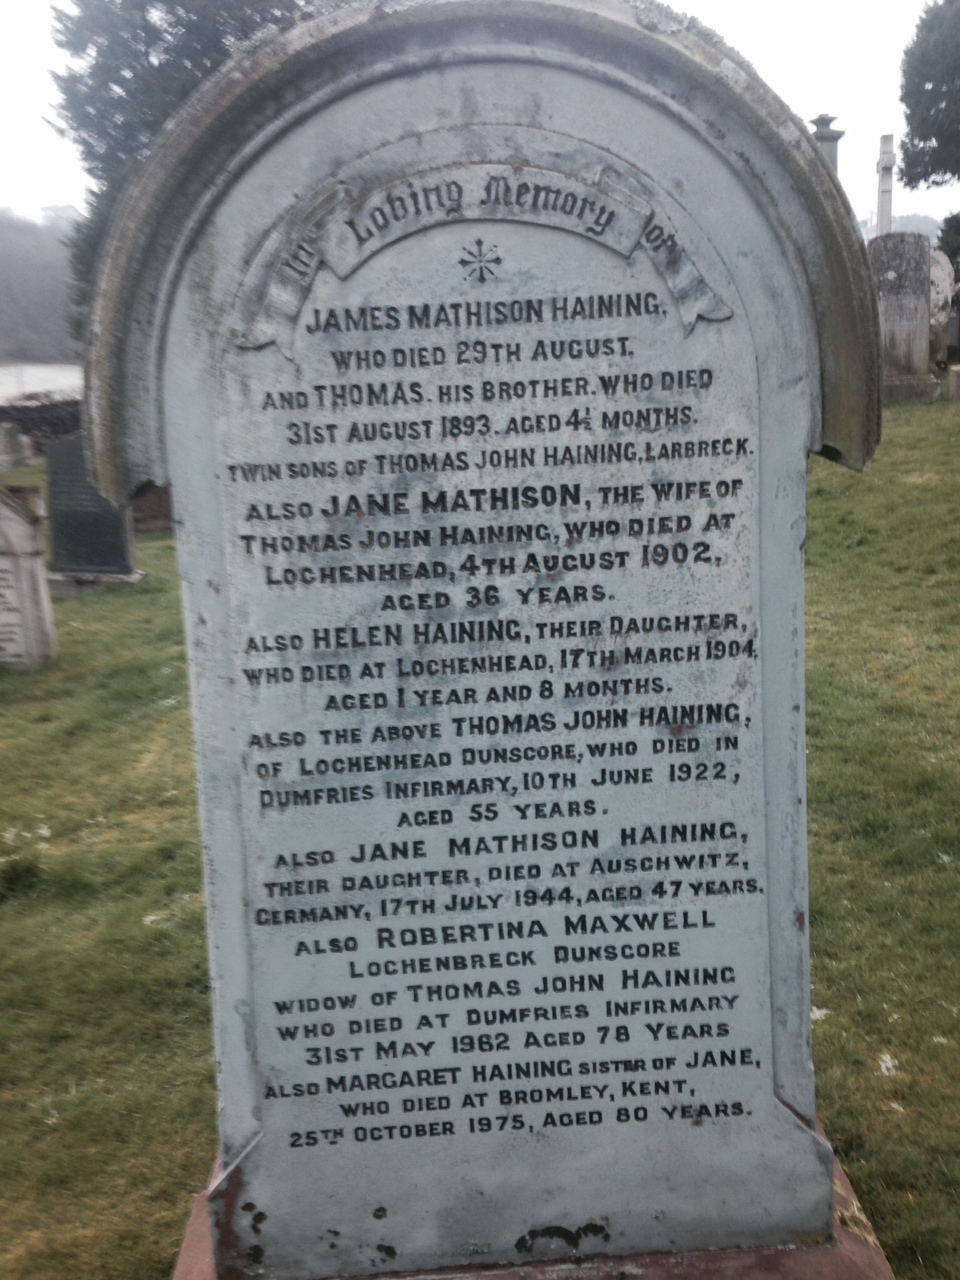 In Loving Memory of
JAMES MATHISON HAINING,
WHO DIED 29TH AUGUST,
AND THOMAS. HIS BROTHER. WHO DIED
31ST AUGUST 1893. AGED 4½ MONTHS.
TWIN SONS OF THOMAS JOHN HAINING, LARBRECK.
ALSO JANE MATHISON, THE WIFE OF
THOMAS JOHN HAINING, WHO DIED AT
LOCHENHEAD, 4TH AUGUST 1902,
AGED 36 YEARS.
ALSO HELEN HAINING, THEIR DAUGHTER,
WHO DIED AT LOCHENHEAD, 17TH MARCH 1904,
AGED 1 YEAR AND 8 MONTHS.
ALSO THE ABOVE THOMAS JOHN HAINING,
OF LOCHENHEAD DUNSCORE, WHO DIED IN
DUMFRIES INFIRMARY, 10TH JUNE 1922,
AGED 55 YEARS.
ALSO JANE MATHISON HAINING,
THEIR DAUGHTER, DIED AT AUSCHWITZ,
GERMANY, 17TH JULY 1944, AGED 47 YEARS.
ALSO ROBERTINA MAXWELL
LOCHENBRECK DUNSCORE
WIDOW OF THOMAS JOHN HAINING
WHO DIED AT DUMFRIES INFIRMARY
31ST MAY 1962 AGED 78 YEARS
ALSO MARGARET HAINING SISTER OF JANE,
WHO DIED AT BROMLEY, KENT,
25TH OCTOBER 1975, AGED 80 YEARS.